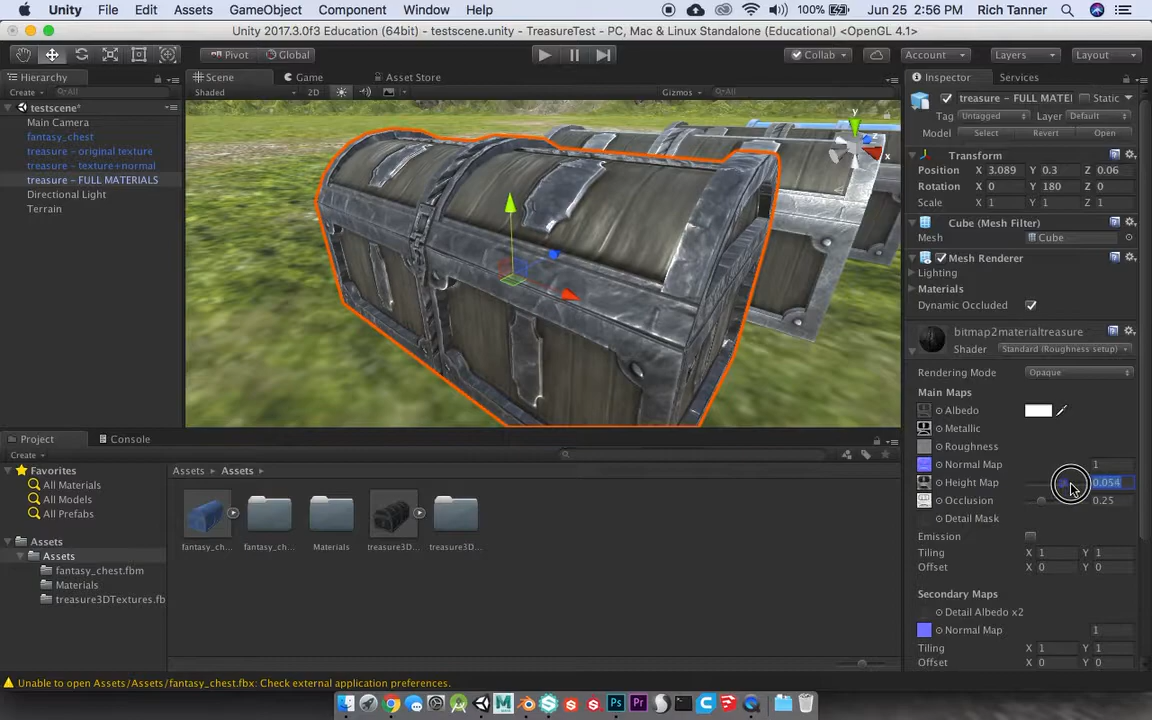 Unity File Edit Assets GameObject Component Window Help 100% Jun 25 2:56 PM Rich Tanner
Unity 2017.3.0f3 Education (64bit) - testscene.unity - TreasureTest - PC, Mac & Linux Standalone (Educational) <OpenGL 4.1>
Pivot Global Collab Account Layers Layout
Hierarchy Scene Game Asset Store Inspector Services
Create All Shaded 2D Gizmos All
testscene*
Main Camera
fantasy_chest
treasure - original texture
treasure - texture+normal
treasure - FULL MATERIALS
Directional Light
Terrain
y
z
x
treasure - FULL MATEI Static
Tag Untagged Layer Default
Model Select Revert Open
Transform
Position X 3.089 Y 0.3 Z 0.06
Rotation X 0 Y 180 Z 0
Scale X 1 Y 1 Z 1
Cube (Mesh Filter)
Mesh Cube
Mesh Renderer
Lighting
Materials
Dynamic Occluded
bitmap2materialtreasure
Shader Standard (Roughness setup)
Rendering Mode Opaque
Main Maps
Albedo
Metallic
Roughness
Normal Map 1
Height Map 0.054
Occlusion 0.25
Detail Mask
Emission
Tiling X 1 Y 1
Offset X 0 Y 0
Secondary Maps
Detail Albedo x2
Normal Map 1
Tiling X 1 Y 1
Offset X 0 Y 0
Project Console
Create
Favorites
All Materials
All Models
All Prefabs
Assets
Assets
fantasy_chest.fbm
Materials
treasure3DTextures.fb
Assets Assets
fantasy_ch... fantasy_ch... Materials treasure3D... treasure3D...
Unable to open Assets/Assets/fantasy_chest.fbx: Check external application preferences.